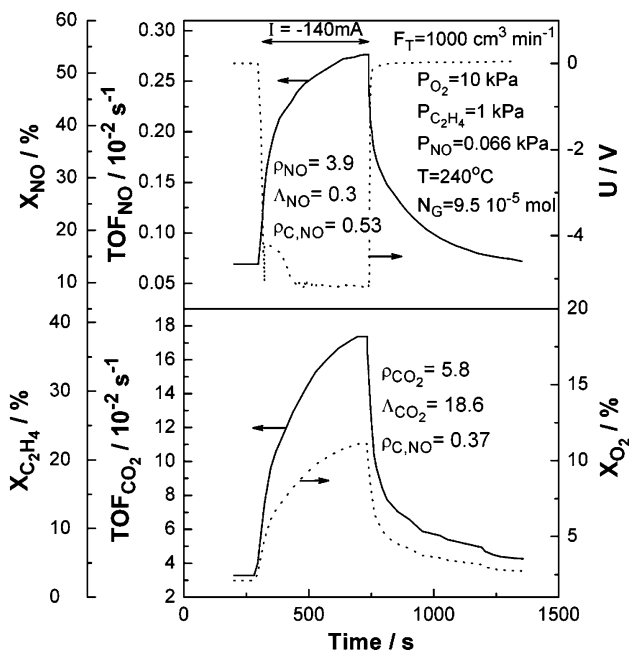 I = -140mA
F_T=1000 cm³ min⁻¹
P_O₂=10 kPa
P_C₂H₄=1 kPa
P_NO=0.066 kPa
T=240°C
N_G=9.5 10⁻⁵ mol
ρ_NO= 3.9
Λ_NO= 0.3
ρ_C,NO= 0.53
X_NO / %
60
50
40
30
20
10
TOF_NO / 10⁻² s⁻¹
0.30
0.25
0.20
0.15
0.10
0.05
U / V
0
-2
-4
ρ_CO₂= 5.8
Λ_CO₂= 18.6
ρ_C,NO= 0.37
X_C₂H₄ / %
40
30
20
10
0
TOF_CO₂ / 10⁻² s⁻¹
18
16
14
12
10
8
6
4
2
X_O₂ / %
20
15
10
5
0
500
1000
1500
Time / s